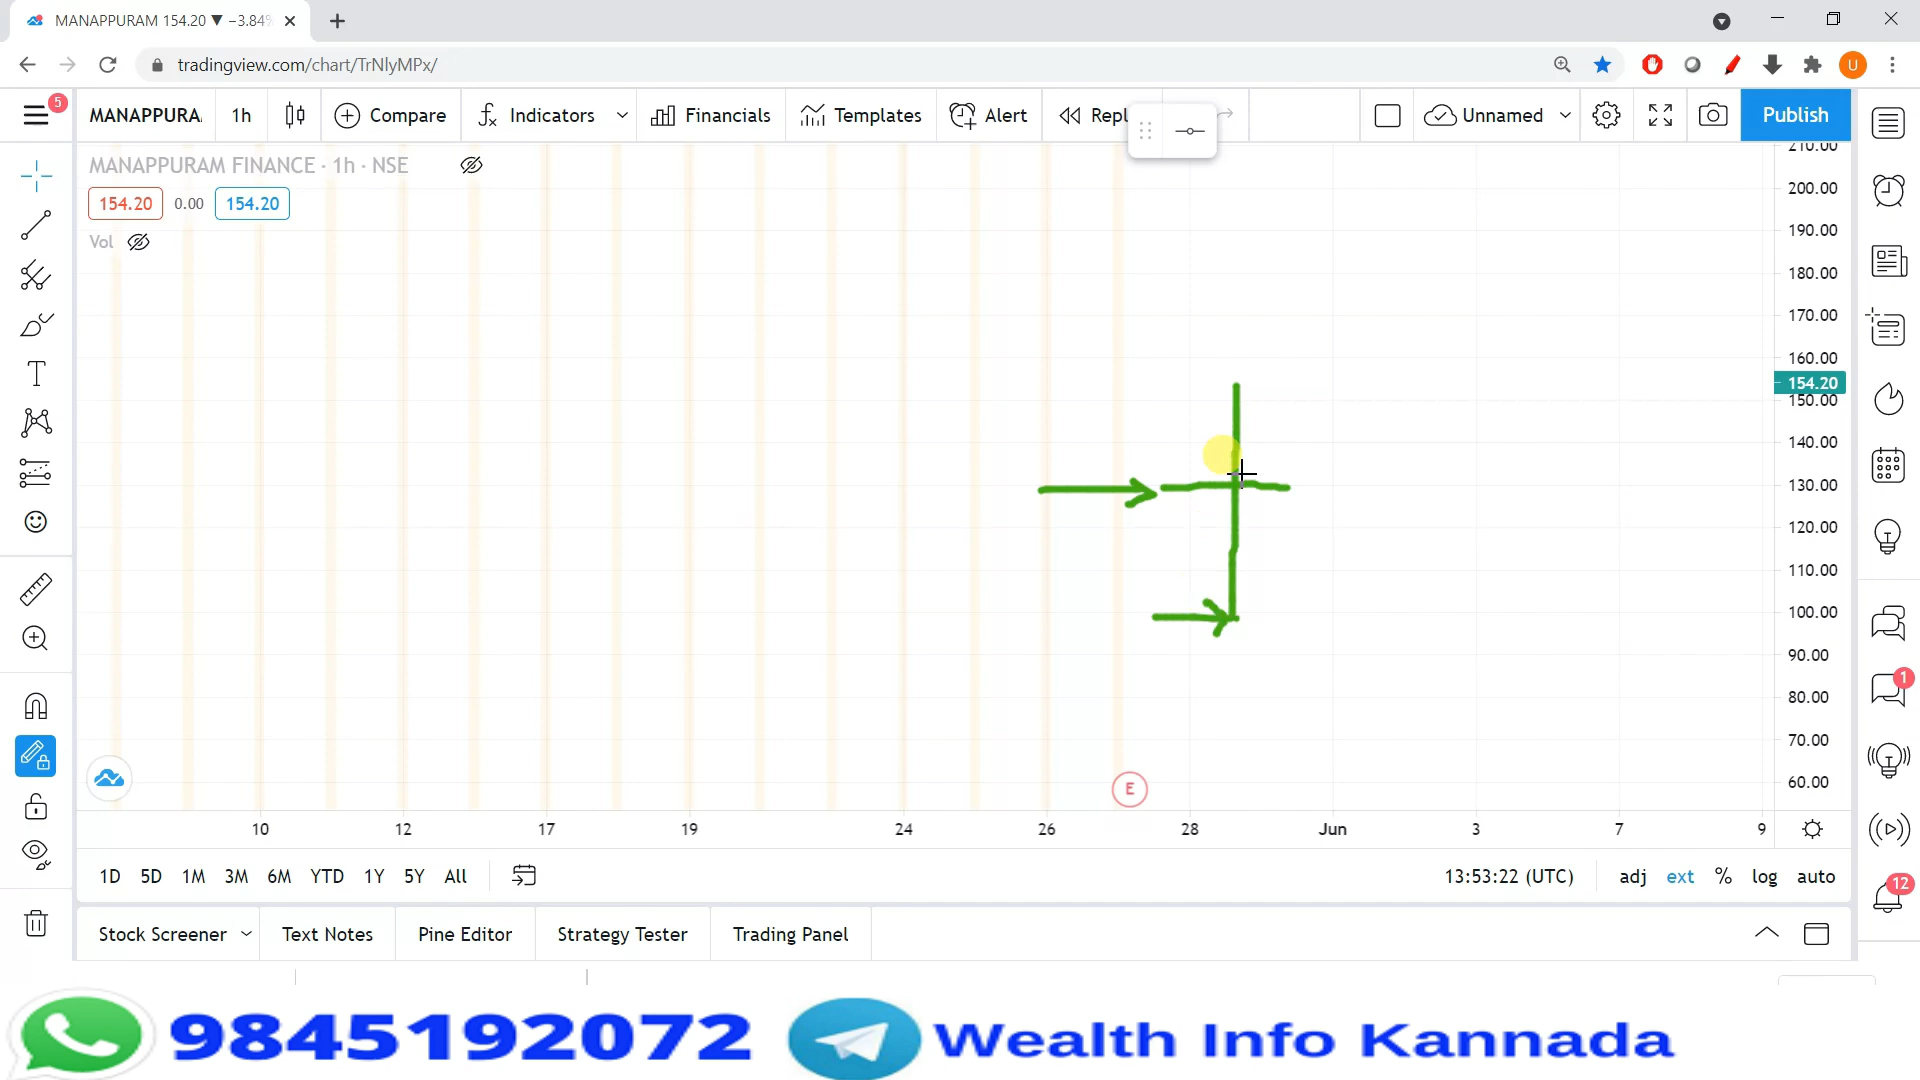 MANAPPURAM 154.20 ▼ −3.84%
tradingview.com/chart/TrNlyMPx/
U
5
MANAPPURA
1h
Compare
Indicators
Financials
Templates
Alert
Repl
Unnamed
Publish
MANAPPURAM FINANCE · 1h · NSE
154.20 0.00 154.20
Vol
210.00
200.00
190.00
180.00
170.00
160.00
154.20
150.00
140.00
130.00
120.00
110.00
100.00
90.00
80.00
70.00
60.00
1
12
E
10 12 17 19 24 26 28 Jun 3 7 9
1D 5D 1M 3M 6M YTD 1Y 5Y All
13:53:22 (UTC) adj ext % log auto
Stock Screener Text Notes Pine Editor Strategy Tester Trading Panel
9845192072 Wealth Info Kannada